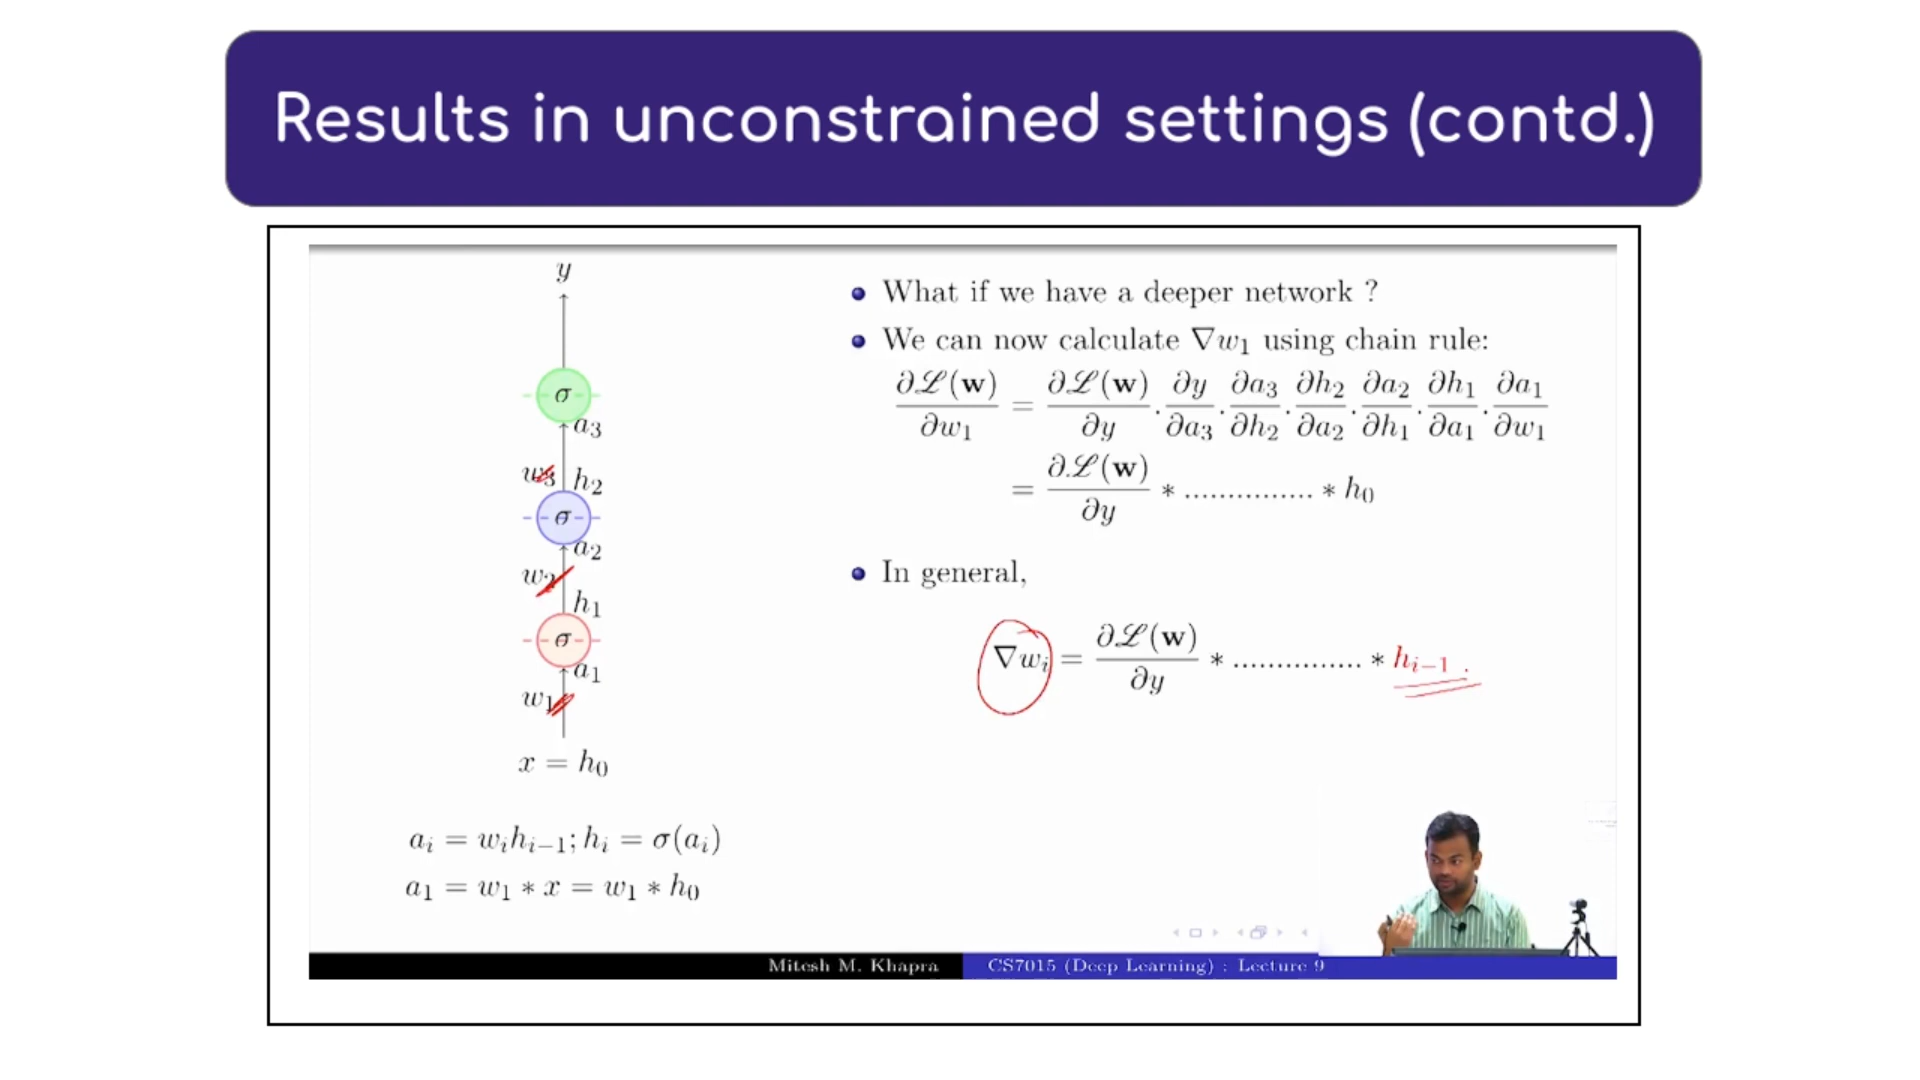 Results in unconstrained settings (contd.)
y
σ
a₃
w₃ h₂
σ
a₂
w₂
h₁
σ
a₁
w₁
x = h₀
aᵢ = wᵢhᵢ₋₁; hᵢ = σ(aᵢ)
a₁ = w₁ * x = w₁ * h₀
What if we have a deeper network ?
We can now calculate ∇w₁ using chain rule:
∂ℒ(w)/∂w₁ = ∂ℒ(w)/∂y . ∂y/∂a₃ . ∂a₃/∂h₂ . ∂h₂/∂a₂ . ∂a₂/∂h₁ . ∂h₁/∂a₁ . ∂a₁/∂w₁
= ∂ℒ(w)/∂y * ............... * h₀
In general,
∇wᵢ = ∂ℒ(w)/∂y * ............... * hᵢ₋₁ .
Mitesh M. Khapra CS7015 (Deep Learning) : Lecture 9